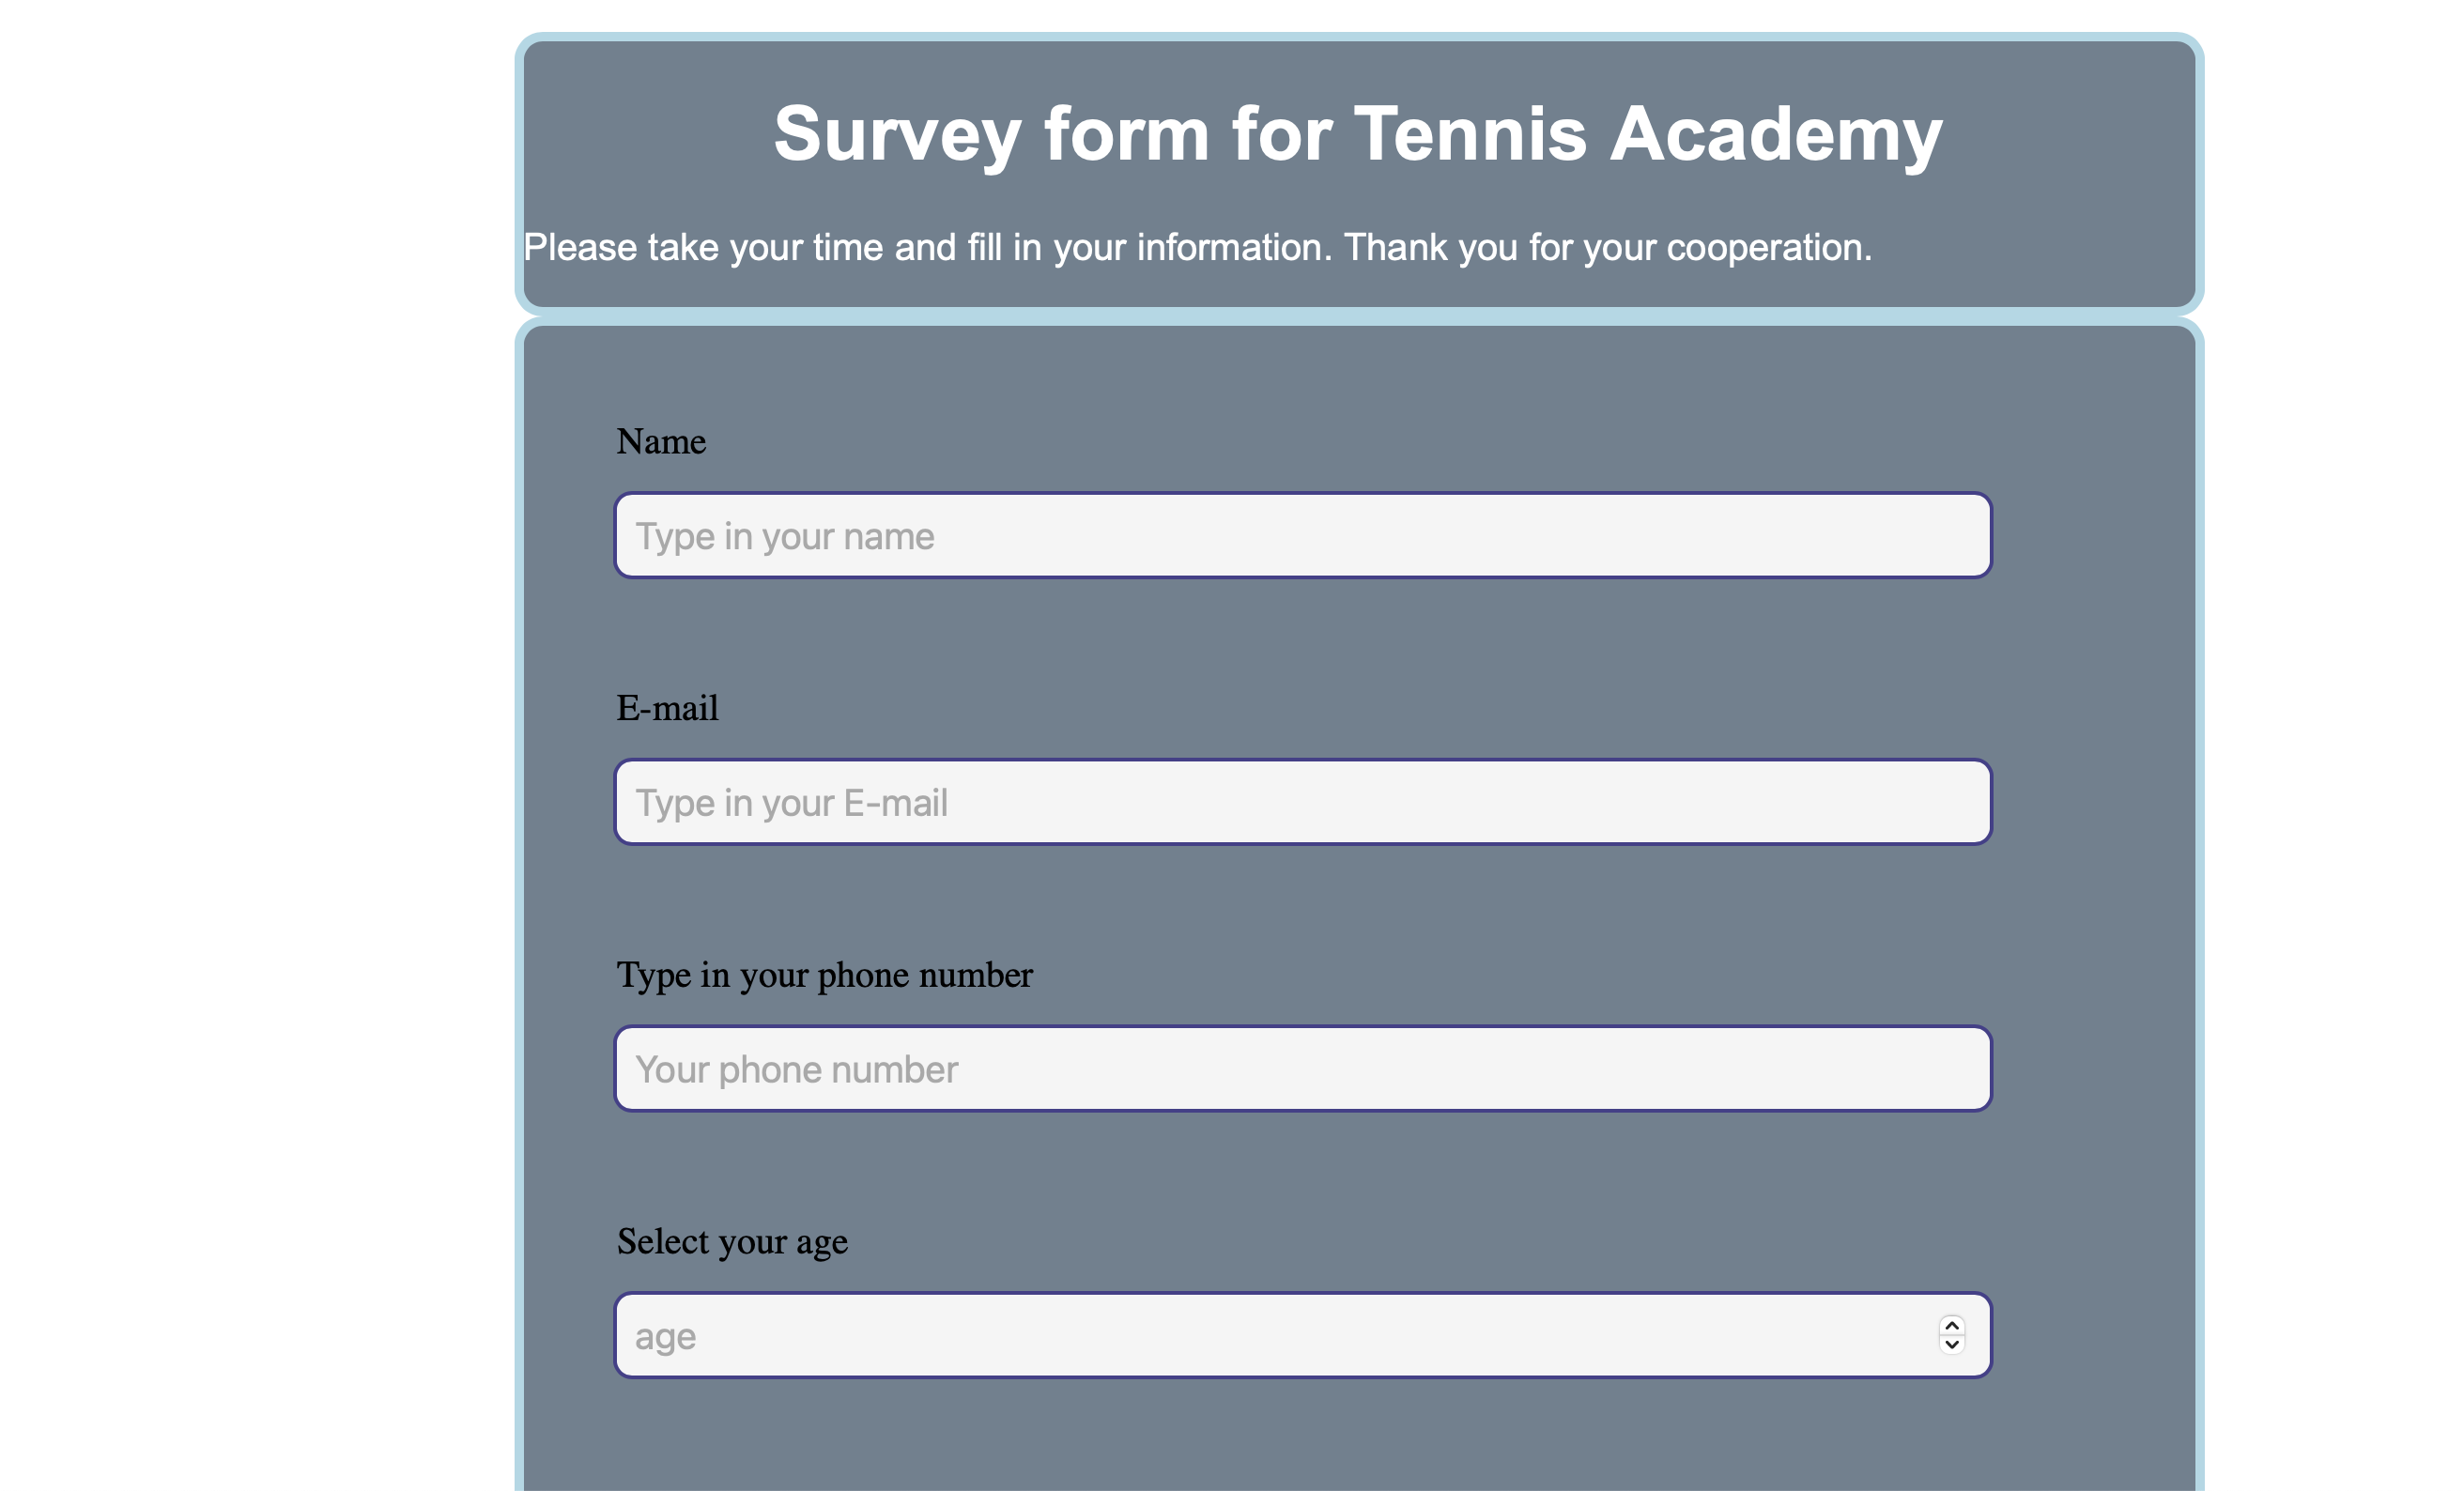 Survey form for Tennis Academy
Please take your time and fill in your information. Thank you for your cooperation.
Name
Type in your name
E-mail
Type in your E-mail
Type in your phone number
Your phone number
Select your age
age